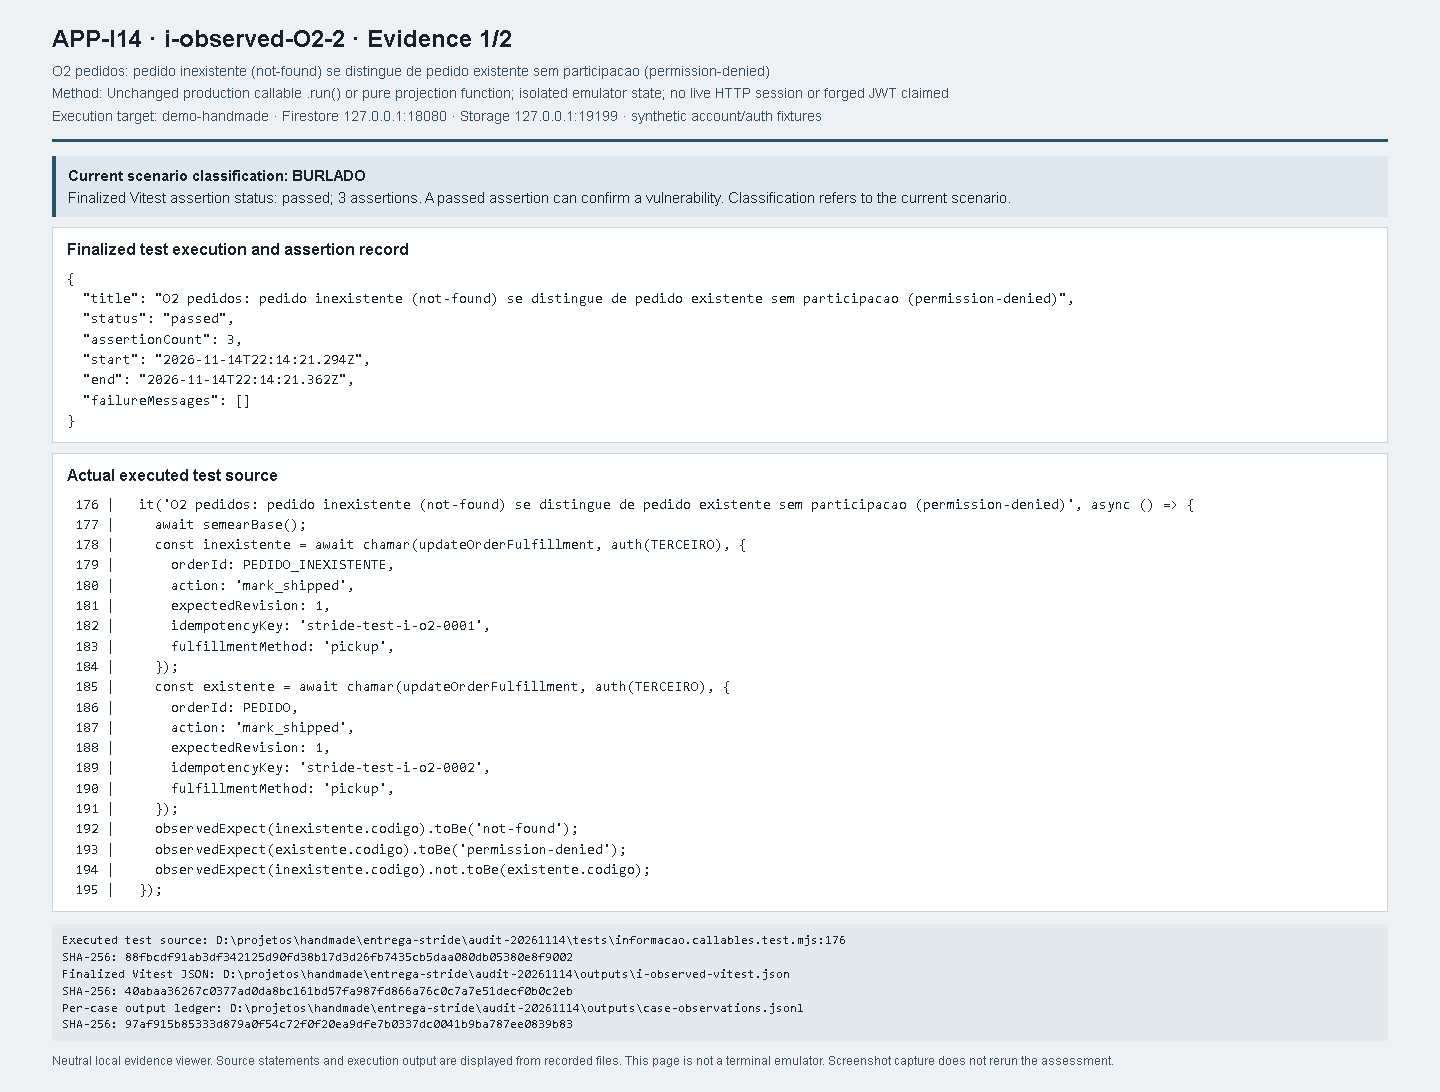 APP-I14 · i-observed-O2-2 · Evidence 1/2
O2 pedidos: pedido inexistente (not-found) se distingue de pedido existente sem participacao (permission-denied)
Method: Unchanged production callable .run() or pure projection function; isolated emulator state; no live HTTP session or forged JWT claimed
Execution target: demo-handmade · Firestore 127.0.0.1:18080 · Storage 127.0.0.1:19199 · synthetic account/auth fixtures
Current scenario classification: BURLADO
Finalized Vitest assertion status: passed; 3 assertions. A passed assertion can confirm a vulnerability. Classification refers to the current scenario.
Finalized test execution and assertion record
{
  "title": "O2 pedidos: pedido inexistente (not-found) se distingue de pedido existente sem participacao (permission-denied)",
  "status": "passed",
  "assertionCount": 3,
  "start": "2026-11-14T22:14:21.294Z",
  "end": "2026-11-14T22:14:21.362Z",
  "failureMessages": []
}
Actual executed test source
176 |   it('O2 pedidos: pedido inexistente (not-found) se distingue de pedido existente sem participacao (permission-denied)', async () => {
177 |     await semearBase();
178 |     const inexistente = await chamar(updateOrderFulfillment, auth(TERCEIRO), {
179 |       orderId: PEDIDO_INEXISTENTE,
180 |       action: 'mark_shipped',
181 |       expectedRevision: 1,
182 |       idempotencyKey: 'stride-test-i-o2-0001',
183 |       fulfillmentMethod: 'pickup',
184 |     });
185 |     const existente = await chamar(updateOrderFulfillment, auth(TERCEIRO), {
186 |       orderId: PEDIDO,
187 |       action: 'mark_shipped',
188 |       expectedRevision: 1,
189 |       idempotencyKey: 'stride-test-i-o2-0002',
190 |       fulfillmentMethod: 'pickup',
191 |     });
192 |     observedExpect(inexistente.codigo).toBe('not-found');
193 |     observedExpect(existente.codigo).toBe('permission-denied');
194 |     observedExpect(inexistente.codigo).not.toBe(existente.codigo);
195 |   });
Executed test source: D:\projetos\handmade\entrega-stride\audit-20261114\tests\informacao.callables.test.mjs:176
SHA-256: 88fbcdf91ab3df342125d90fd38b17d3d26fb7435cb5daa080db05380e8f9002
Finalized Vitest JSON: D:\projetos\handmade\entrega-stride\audit-20261114\outputs\i-observed-vitest.json
SHA-256: 40abaa36267c0377ad0da8bc161bd57fa987fd866a76c0c7a7e51decf0b0c2eb
Per-case output ledger: D:\projetos\handmade\entrega-stride\audit-20261114\outputs\case-observations.jsonl
SHA-256: 97af915b85333d879a0f54c72f0f20ea9dfe7b0337dc0041b9ba787ee0839b83
Neutral local evidence viewer. Source statements and execution output are displayed from recorded files. This page is not a terminal emulator. Screenshot capture does not rerun the assessment.